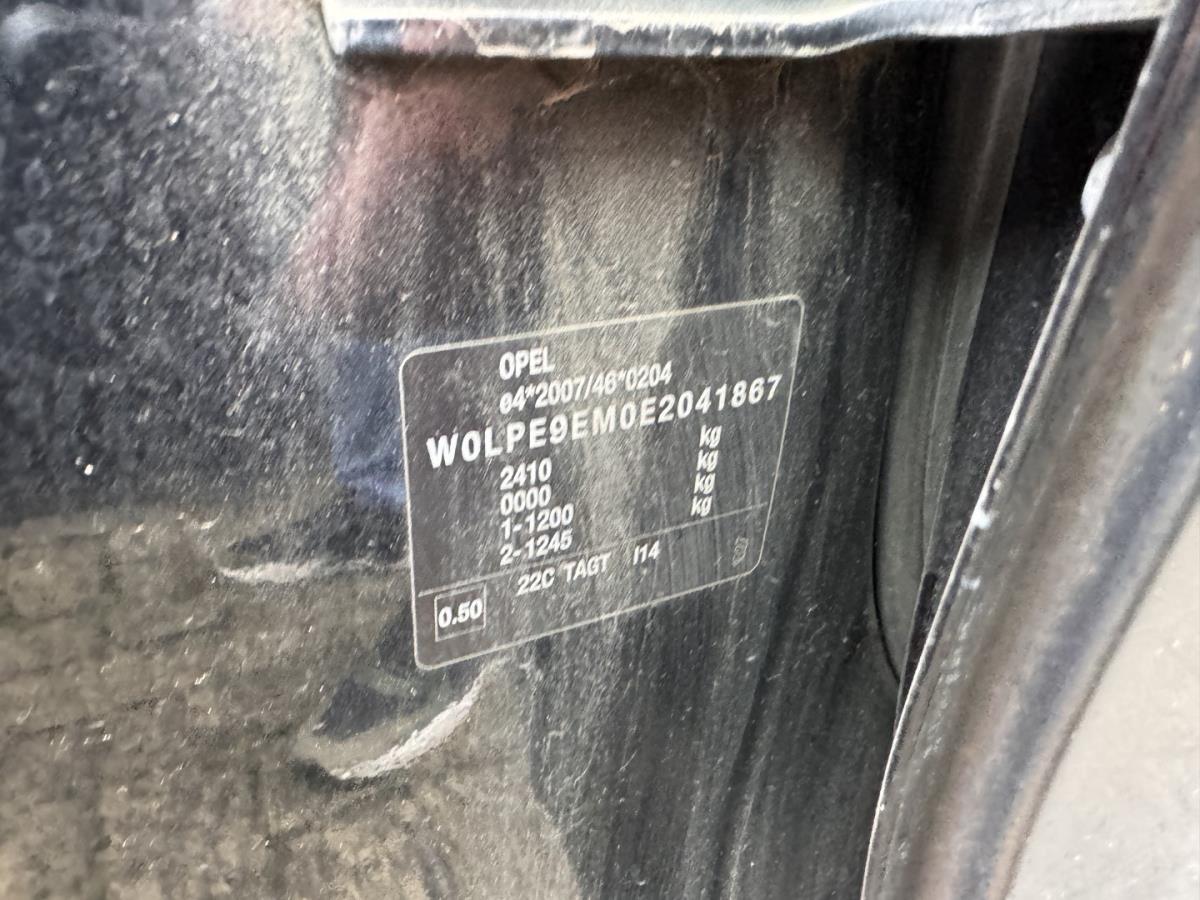 OPEL
e4*2007/46*0204
W0LPE9EM0E2041867
2410 kg
0000 kg
1-1200 kg
2-1245 kg
0.50 22C TAGT /14